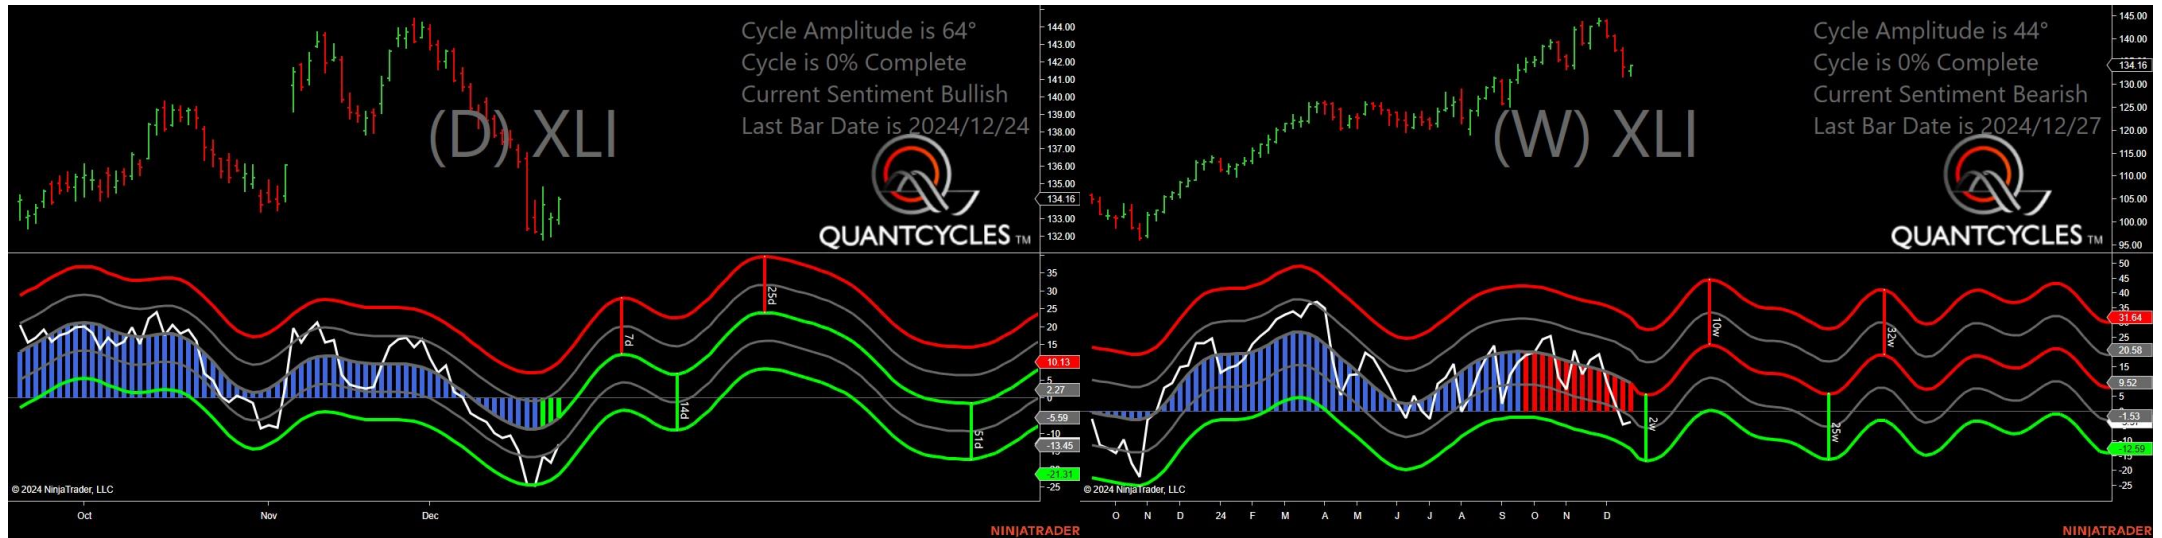 Cycle Amplitude is 64°
Cycle is 0% Complete
Current Sentiment Bullish
Last Bar Date is 2024/12/24
(D) XLI
QUANTCYCLES TM
144.00
143.00
142.00
141.00
140.00
139.00
138.00
137.00
136.00
135.00
134.16
133.00
132.00
7d
14d
25d
51d
35
30
25
20
15
10.13
5
2.27
0
-5.59
-10
-13.45
-21.31
-25
© 2024 NinjaTrader, LLC
Oct
Nov
Dec
NINJATRADER
Cycle Amplitude is 44°
Cycle is 0% Complete
Current Sentiment Bearish
Last Bar Date is 2024/12/27
(W) XLI
QUANTCYCLES TM
145.00
140.00
134.16
130.00
125.00
120.00
115.00
110.00
105.00
100.00
95.00
2w
10w
25w
32w
50
45
40
35
31.64
25
20.58
15
9.52
5
-1.53
-10
-12.59
-15
-20
-25
© 2024 NinjaTrader, LLC
O
N
D
24
F
M
A
M
J
J
A
S
O
N
D
NINJATRADER